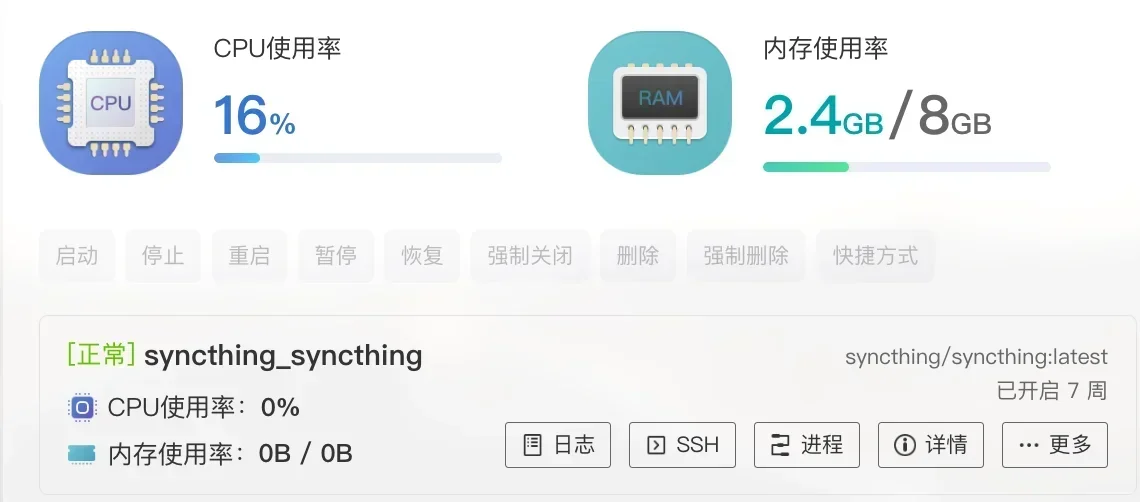 CPU
CPU使用率
16%
RAM
内存使用率
2.4GB/8GB
启动 停止 重启 暂停 恢复 强制关闭 删除 强制删除 快捷方式
[正常] syncthing_syncthing
syncthing/syncthing:latest
已开启 7 周
CPU使用率：0%
内存使用率：0B / 0B
日志 SSH 进程 详情 ··· 更多